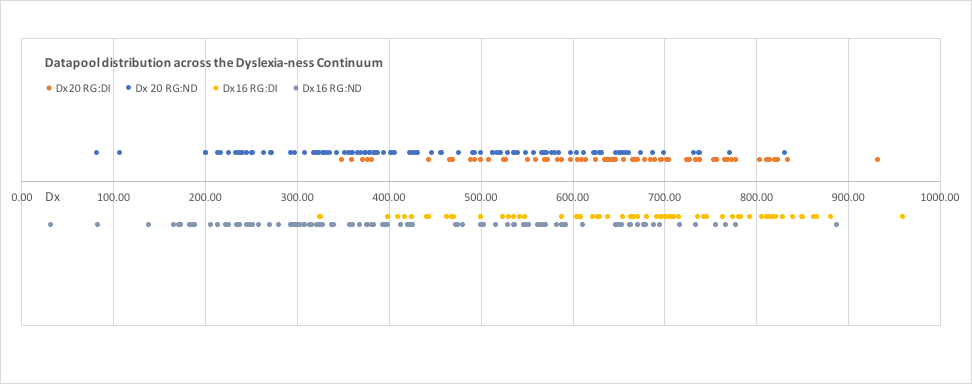 Datapool distribution across the Dyslexia-ness Continuum
Dx20 RG:DI Dx 20 RG:ND Dx16 RG:DI Dx16 RG:ND
0.00 Dx 100.00 200.00 300.00 400.00 500.00 600.00 700.00 800.00 900.00 1000.00